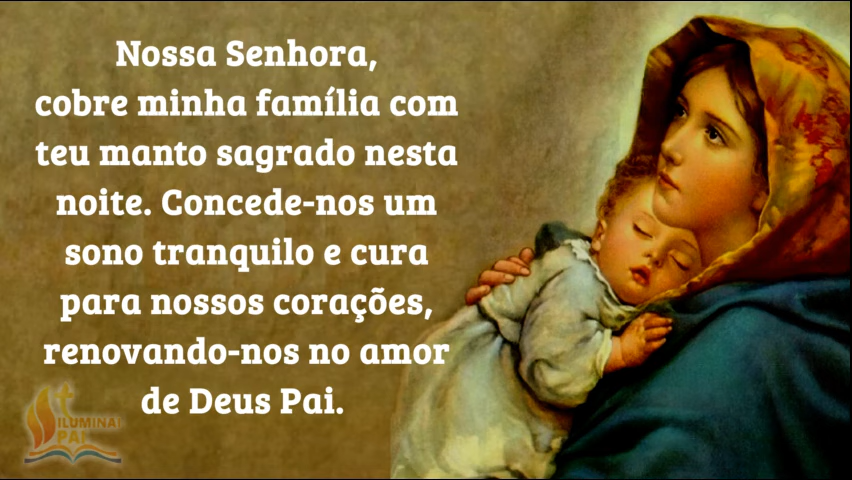 Nossa Senhora,
cobre minha família com
teu manto sagrado nesta
noite. Concede-nos um
sono tranquilo e cura
para nossos corações,
renovando-nos no amor
de Deus Pai.
ILUMINAI
PAI